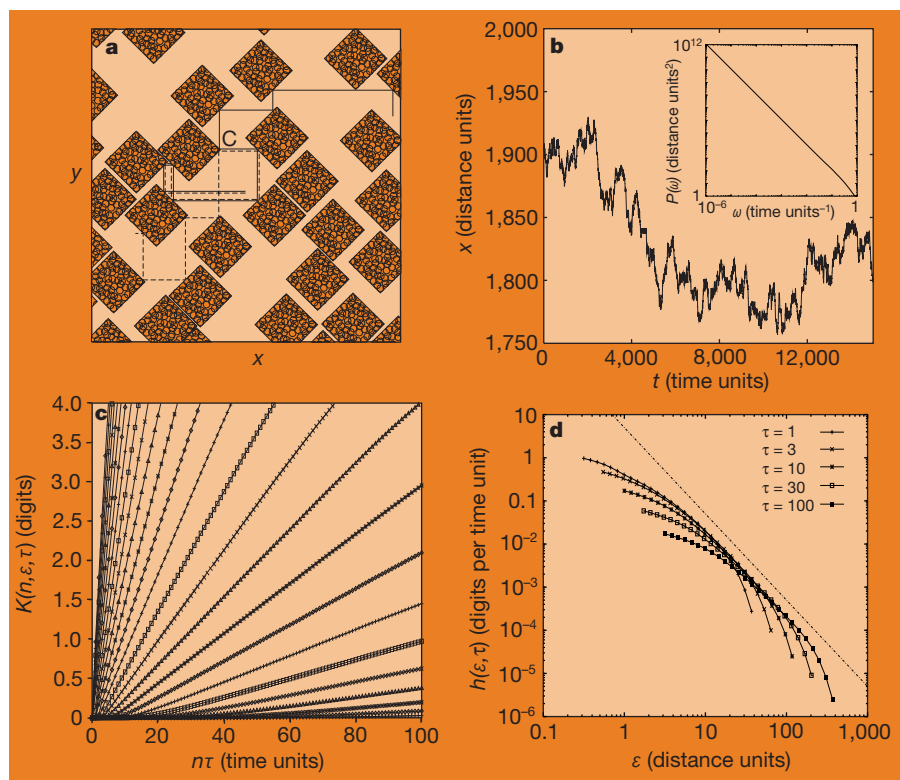 a
C
y
x
b
2,000
1,950
1,900
1,850
1,800
1,750
x (distance units)
0
4,000
8,000
12,000
t (time units)
10¹²
1
P(ω) (distance units²)
10⁻⁶
ω (time units⁻¹)
1
c
4.0
3.5
3.0
2.5
2.0
1.5
1.0
0.5
0
K(n,ε,τ) (digits)
0
20
40
60
80
100
nτ (time units)
d
10
1
0.1
10⁻²
10⁻³
10⁻⁴
10⁻⁵
10⁻⁶
h(ε,τ) (digits per time unit)
τ = 1
τ = 3
τ = 10
τ = 30
τ = 100
0.1
1.0
10
100
1,000
ε (distance units)